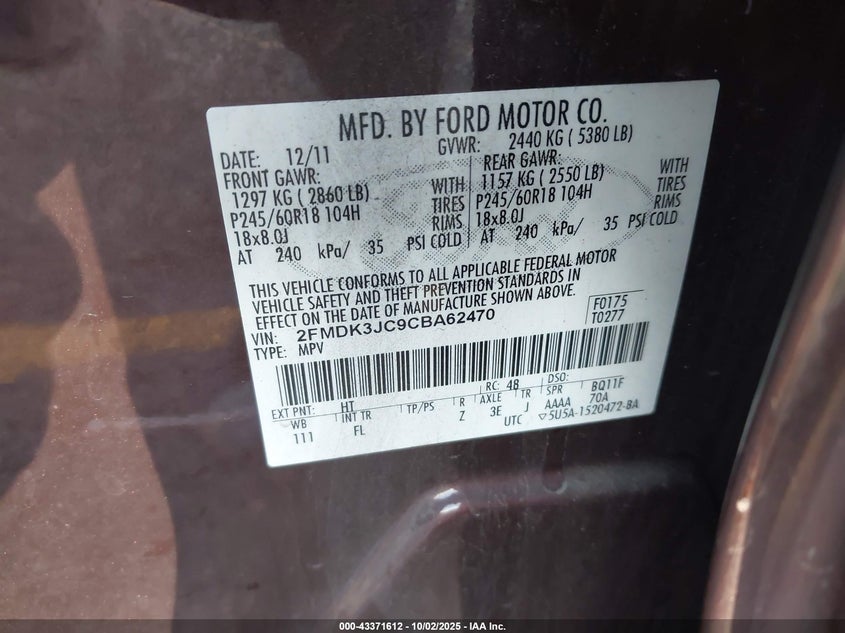 MFD. BY FORD MOTOR CO.
DATE: 12/11 GVWR: 2440 KG ( 5380 LB)
FRONT GAWR: REAR GAWR:
1297 KG ( 2860 LB) WITH 1157 KG ( 2550 LB) WITH
P245/60R18 104H TIRES P245/60R18 104H TIRES
18x8.0J RIMS 18x8.0J RIMS
AT 240 kPa/ 35 PSI COLD AT 240 kPa/ 35 PSI COLD
THIS VEHICLE CONFORMS TO ALL APPLICABLE FEDERAL MOTOR
VEHICLE SAFETY AND THEFT PREVENTION STANDARDS IN
EFFECT ON THE DATE OF MANUFACTURE SHOWN ABOVE.
VIN: 2FMDK3JC9CBA62470 F0175
TYPE: MPV T0277
EXT PNT: HT RC: 48 DSO: BQ11F
WB INT TR TP/PS R AXLE TR SPR 70A
111 FL Z 3E J AAAA
UTC ▽5U5A-1520472-BA
000-43371612 - 10/02/2025 - IAA Inc.